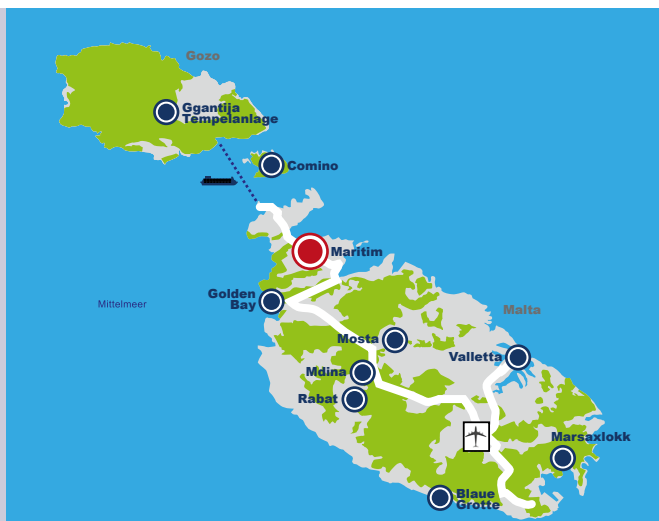 Gozo
Ggantija
Tempelanlage
Comino
Maritim
Golden
Bay
Mittelmeer
Malta
Mosta
Valletta
Mdina
Rabat
Marsaxlokk
Blaue
Grotte